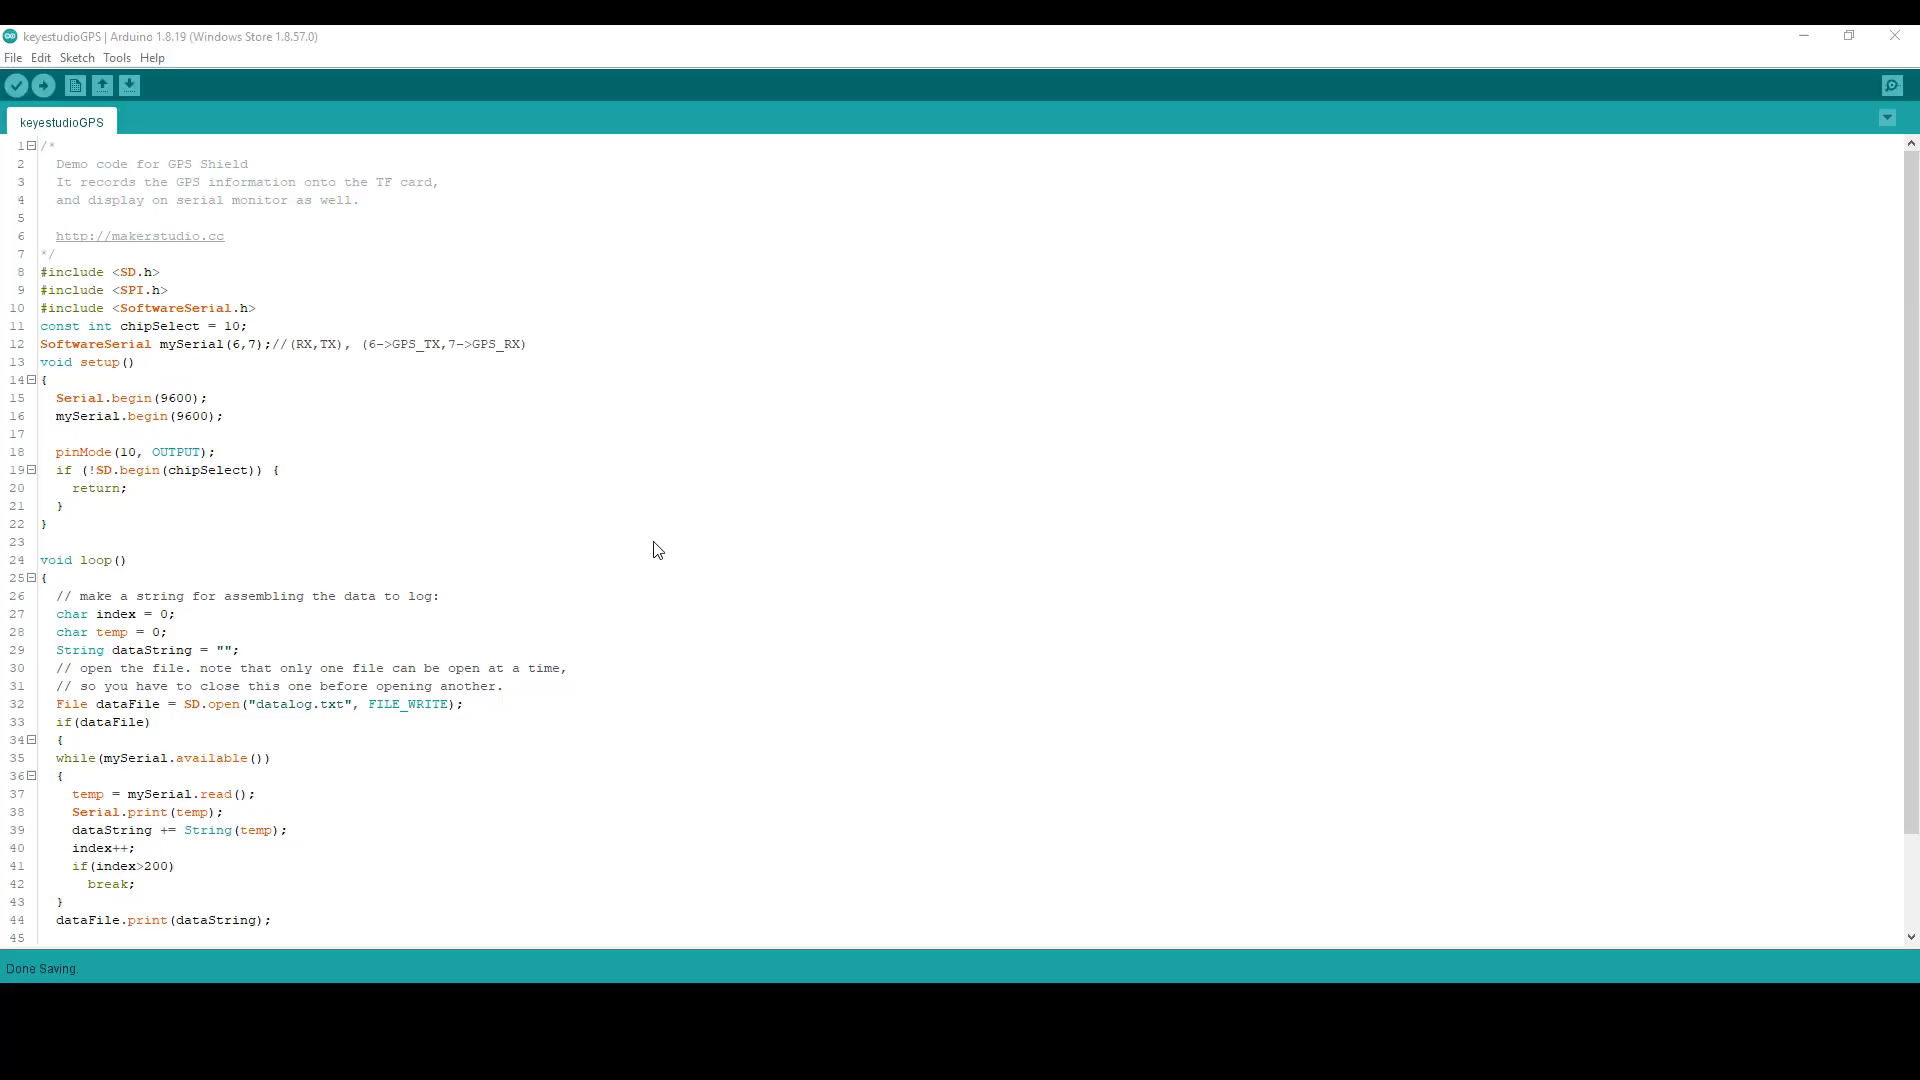 keyestudioGPS | Arduino 1.8.19 (Windows Store 1.8.57.0)
File Edit Sketch Tools Help
keyestudioGPS
1 /*
2 Demo code for GPS Shield
3 It records the GPS information onto the TF card,
4 and display on serial monitor as well.
5
6 http://makerstudio.cc
7 */
8 #include <SD.h>
9 #include <SPI.h>
10 #include <SoftwareSerial.h>
11 const int chipSelect = 10;
12 SoftwareSerial mySerial(6,7);//(RX,TX), (6->GPS_TX,7->GPS_RX)
13 void setup()
14 {
15 Serial.begin(9600);
16 mySerial.begin(9600);
17
18 pinMode(10, OUTPUT);
19 if (!SD.begin(chipSelect)) {
20 return;
21 }
22 }
23
24 void loop()
25 {
26 // make a string for assembling the data to log:
27 char index = 0;
28 char temp = 0;
29 String dataString = "";
30 // open the file. note that only one file can be open at a time,
31 // so you have to close this one before opening another.
32 File dataFile = SD.open("datalog.txt", FILE_WRITE);
33 if(dataFile)
34 {
35 while(mySerial.available())
36 {
37 temp = mySerial.read();
38 Serial.print(temp);
39 dataString += String(temp);
40 index++;
41 if(index>200)
42 break;
43 }
44 dataFile.print(dataString);
45
Done Saving.